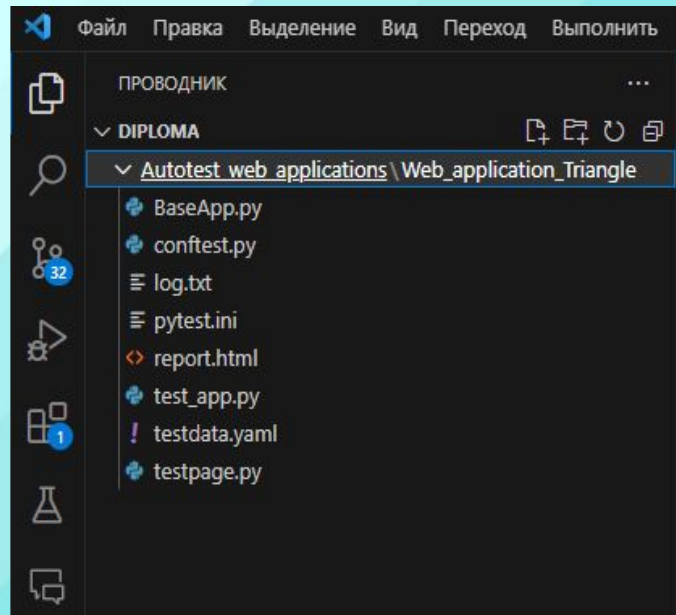 Файл Правка Выделение Вид Переход Выполнить
ПРОВОДНИК
DIPLOMA
Autotest_web_applications\Web_application_Triangle
BaseApp.py
conftest.py
log.txt
32
pytest.ini
report.html
test_app.py
1
testdata.yaml
testpage.py